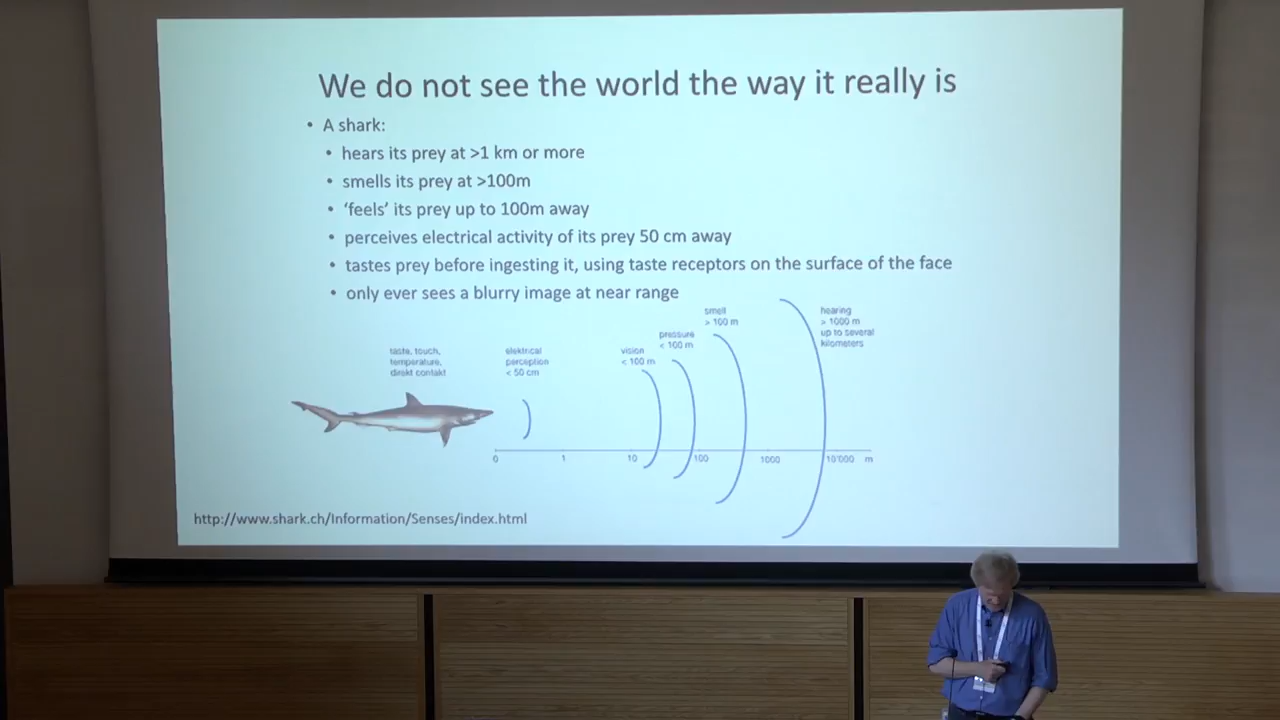 We do not see the world the way it really is
• A shark:
• hears its prey at >1 km or more
• smells its prey at >100m
• ‘feels’ its prey up to 100m away
• perceives electrical activity of its prey 50 cm away
• tastes prey before ingesting it, using taste receptors on the surface of the face
• only ever sees a blurry image at near range
taste, touch,
temperature,
direkt contakt
elektrical
perception
< 50 cm
vision
< 100 m
pressure
< 100 m
smell
> 100 m
hearing
> 1000 m
up to several
kilometers
0 1 10 100 1000 10'000 m
http://www.shark.ch/Information/Senses/index.html